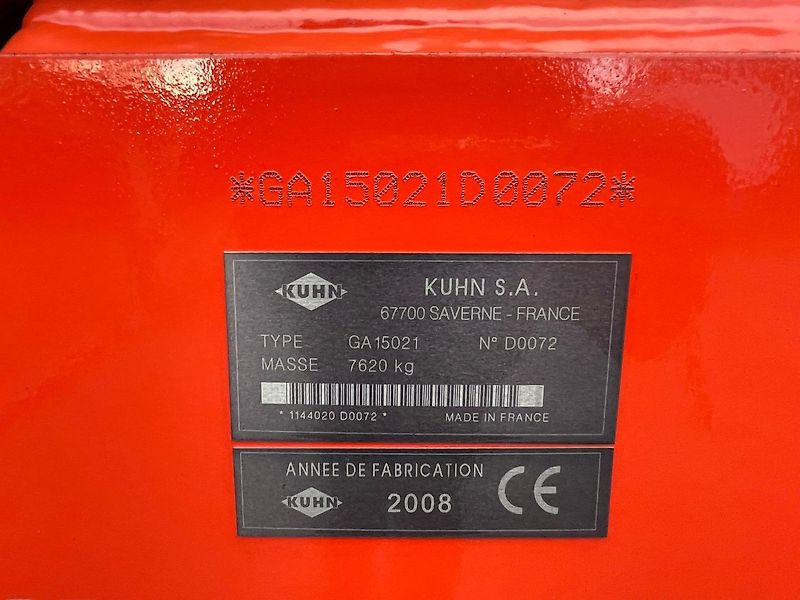 *GA15021D0072*
KUHN KUHN S.A.
67700 SAVERNE - FRANCE
TYPE GA15021 N° D0072
MASSE 7620 kg
* 1144020 D0072 * MADE IN FRANCE
ANNEE DE FABRICATION
KUHN 2008 CE